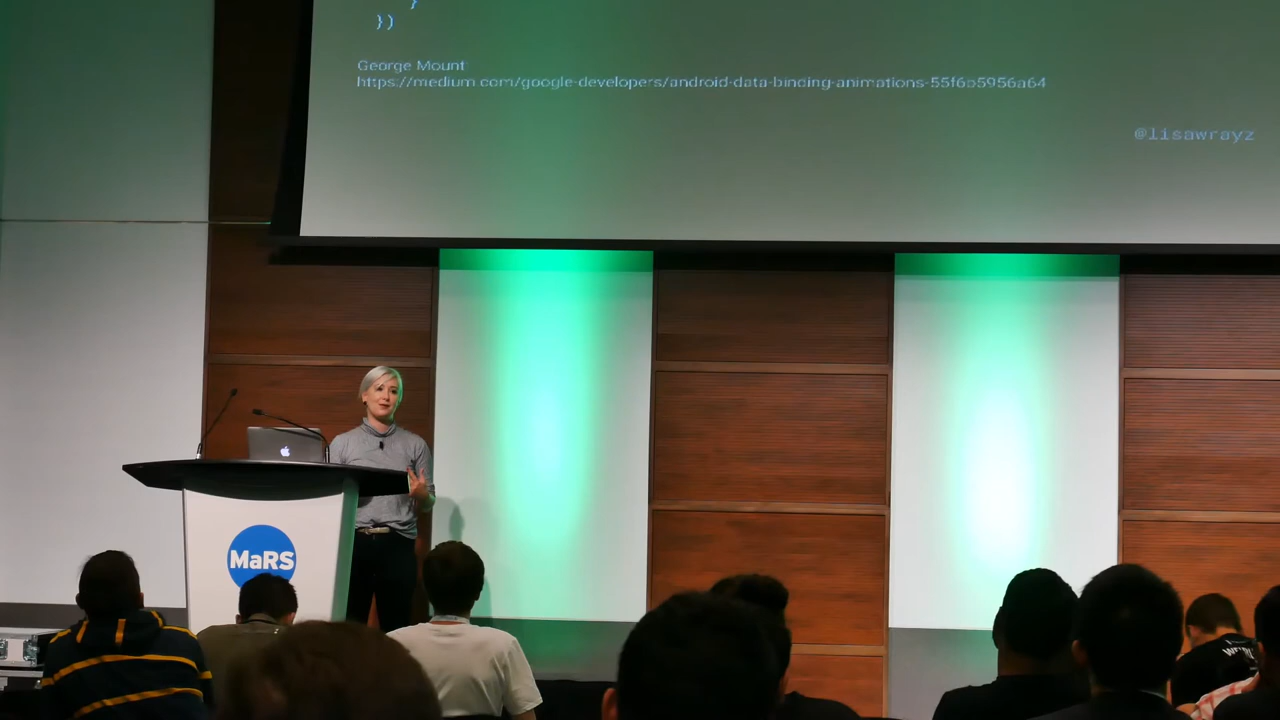 })
George Mount
https://medium.com/google-developers/android-data-binding-animations-55f6b5956a64
@lisawrayz
MaRS